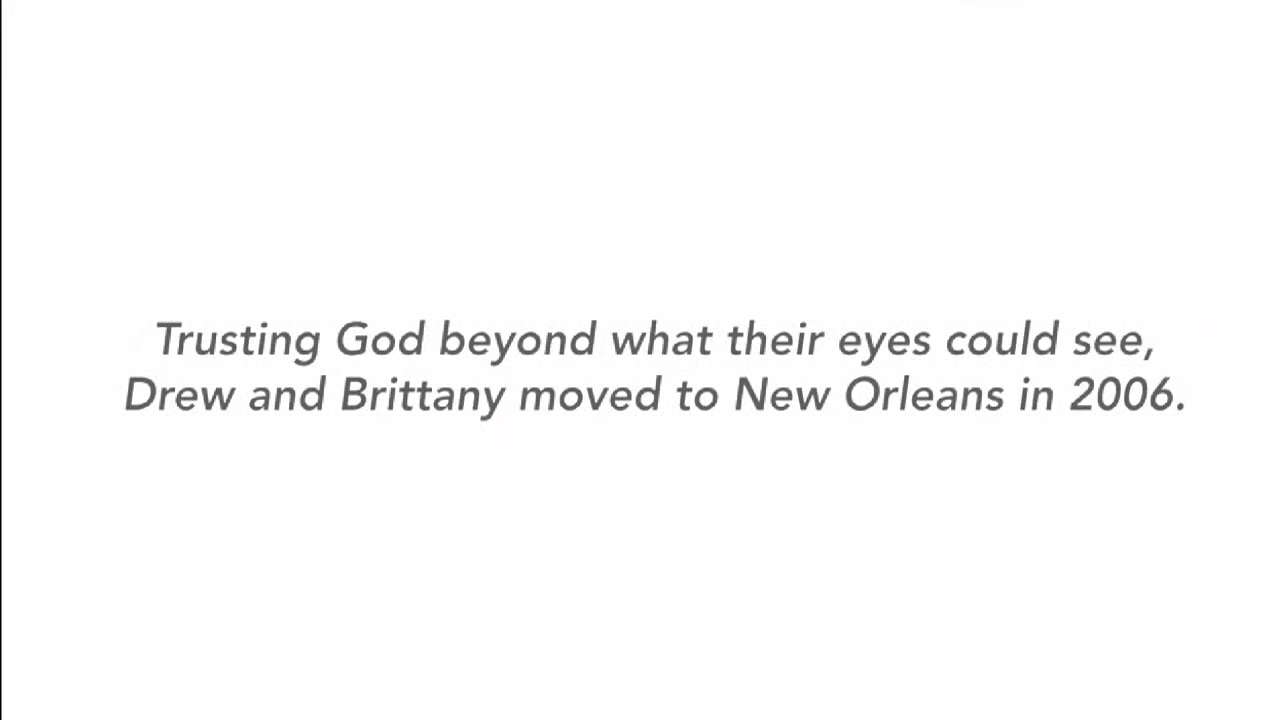 Trusting God beyond what their eyes could see,
Drew and Brittany moved to New Orleans in 2006.